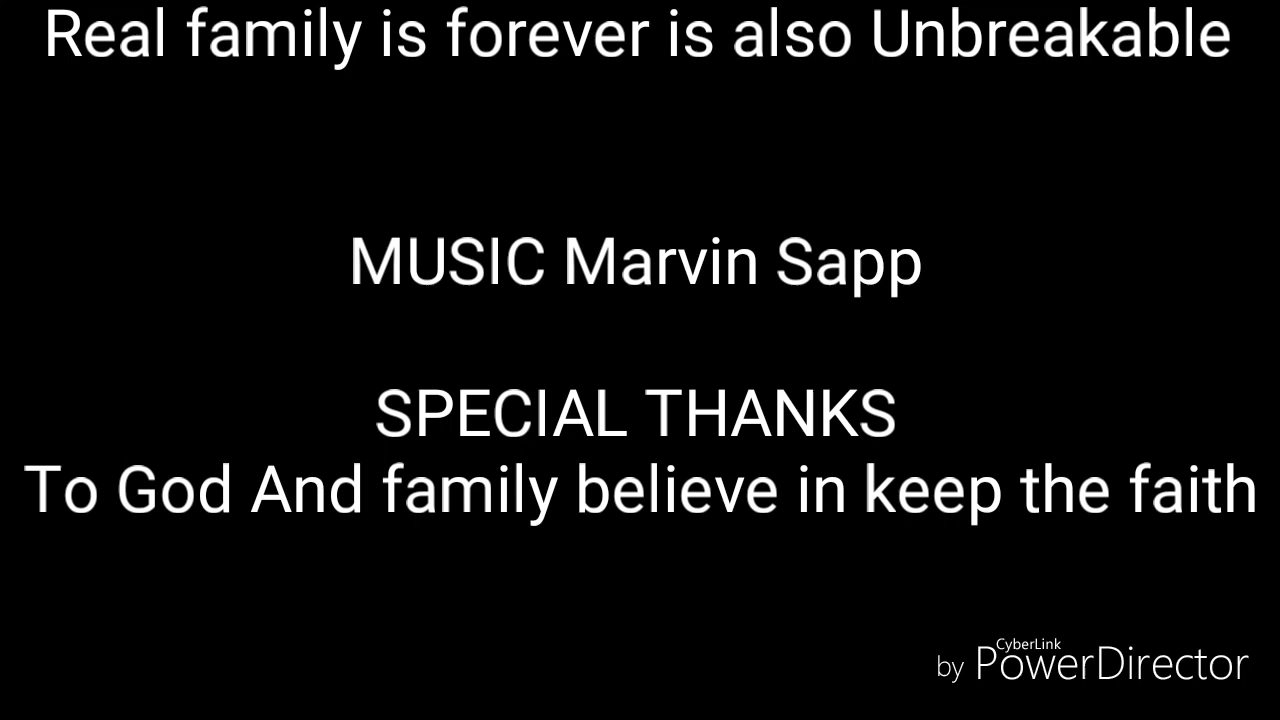 Real family is forever is also Unbreakable
MUSIC Marvin Sapp
SPECIAL THANKS
To God And family believe in keep the faith
CyberLink
by PowerDirector